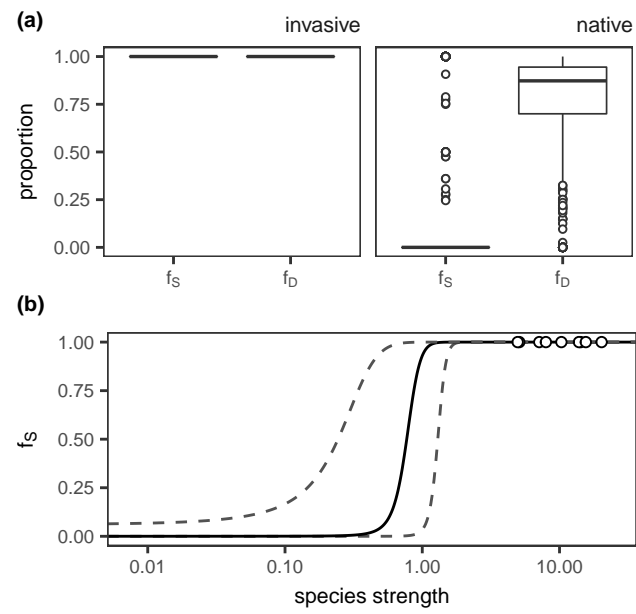 (a)
invasive
native
proportion
1.00
0.75
0.50
0.25
0.00
fS
fD
fS
fD
(b)
fS
1.00
0.75
0.50
0.25
0.00
0.01
0.10
1.00
10.00
species strength